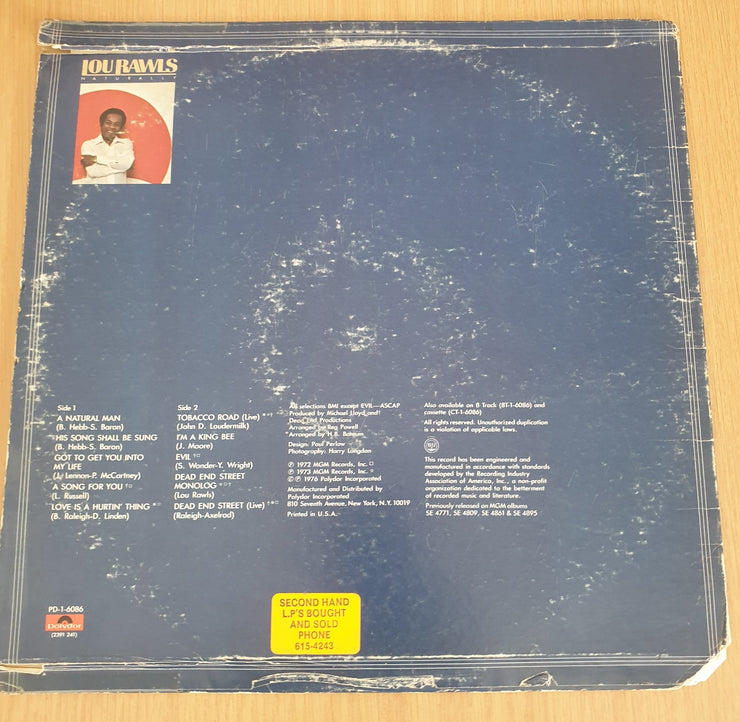 LOU RAWLS
NATURALLY
Side 1
A NATURAL MAN
(B. Hebb-S. Baron)
HIS SONG SHALL BE SUNG
(B. Hebb-S. Baron)
GOT TO GET YOU INTO
MY LIFE
(J. Lennon-P. McCartney)
A SONG FOR YOU
(L. Russell)
LOVE IS A HURTIN' THING
(B. Raleigh-D. Linden)
Side 2
TOBACCO ROAD (Live)
(John D. Loudermilk)
I'M A KING BEE
(J. Moore)
EVIL
(S. Wonder-Y. Wright)
DEAD END STREET
MONOLOG
(Lou Rawls)
DEAD END STREET (Live)
(Raleigh-Axelrod)
All selections BMI except EVIL—ASCAP
Produced by Michael Lloyd and
Productions
Arranged by Reg Powell
Arranged by H.B.
Design: Paul Perlow
Photography: Harry Langdon
℗ 1972 MGM Records, Inc. □
℗ 1973 MGM Records, Inc.
©℗ 1976 Polydor Incorporated
Manufactured and Distributed by
Polydor Incorporated
810 Seventh Avenue, New York, N.Y. 10019
Printed in U.S.A.
Also available on 8 Track (8T-1-6086) and
cassette (CT-1-6086)
All rights reserved. Unauthorized duplication
is a violation of applicable laws.
This record has been engineered and
manufactured in accordance with standards
developed by the Recording Industry
Association of America, Inc., a non-profit
organization dedicated to the betterment
of recorded music and literature.
Previously released on MGM albums
SE 4771, SE 4809, SE 4861 & SE 4895
PD-1-6086
Polydor
(2391 241)
SECOND HAND
L.P'S BOUGHT
AND SOLD
PHONE
615-4243